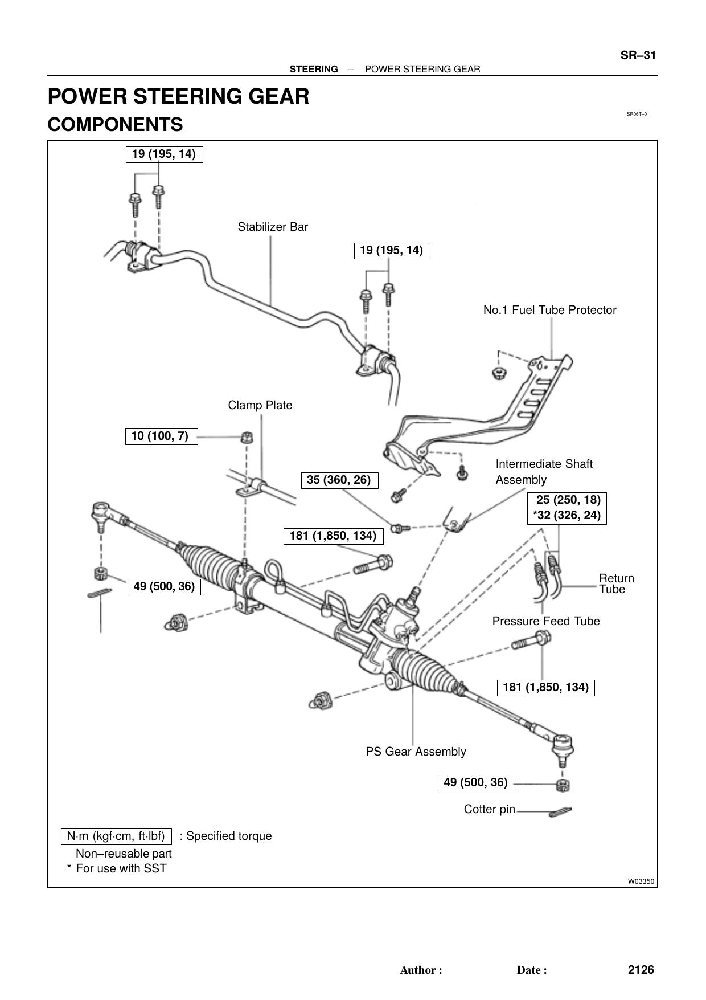 SR–31
STEERING – POWER STEERING GEAR
POWER STEERING GEAR
SR06T–01
COMPONENTS
19 (195, 14)
Stabilizer Bar
19 (195, 14)
No.1 Fuel Tube Protector
Clamp Plate
10 (100, 7)
Intermediate Shaft
Assembly
35 (360, 26)
25 (250, 18)
*32 (326, 24)
181 (1,850, 134)
49 (500, 36)
Return
Tube
Pressure Feed Tube
181 (1,850, 134)
PS Gear Assembly
49 (500, 36)
Cotter pin
N·m (kgf·cm, ft·lbf) : Specified torque
Non–reusable part
* For use with SST
W03350
Author : Date : 2126